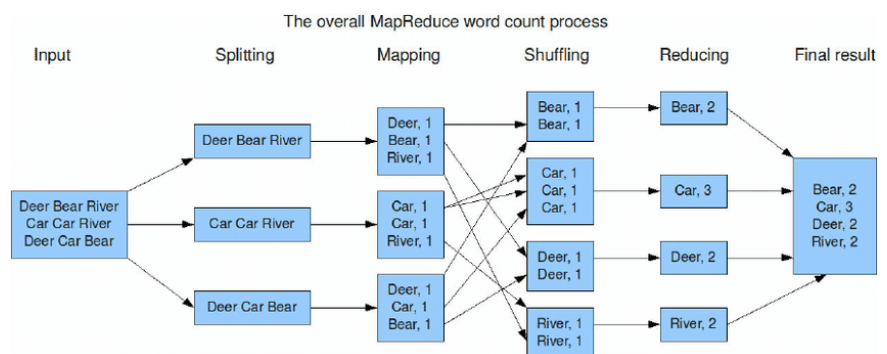 The overall MapReduce word count process
Input
Splitting
Mapping
Shuffling
Reducing
Final result
Deer Bear River
Car Car River
Deer Car Bear
Deer Bear River
Car Car River
Deer Car Bear
Deer, 1
Bear, 1
River, 1
Car, 1
Car, 1
River, 1
Deer, 1
Car, 1
Bear, 1
Bear, 1
Bear, 1
Car, 1
Car, 1
Car, 1
Deer, 1
Deer, 1
River, 1
River, 1
Bear, 2
Car, 3
Deer, 2
River, 2
Bear, 2
Car, 3
Deer, 2
River, 2